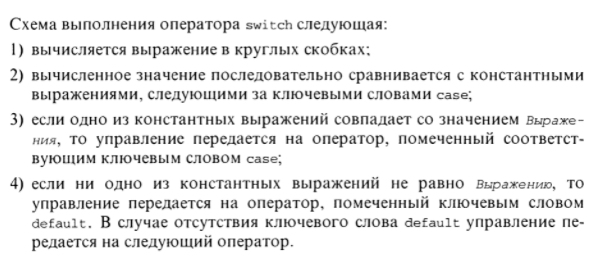 Схема выполнения оператора switch следующая:
1) вычисляется выражение в круглых скобках;
2) вычисленное значение последовательно сравнивается с константными
выражениями, следующими за ключевыми словами case;
3) если одно из константных выражений совпадает со значением Выраже-
ния, то управление передается на оператор, помеченный соответст-
вующим ключевым словом case;
4) если ни одно из константных выражений не равно Выражению, то
управление передается на оператор, помеченный ключевым словом
default. В случае отсутствия ключевого слова default управление пе-
редается на следующий оператор.